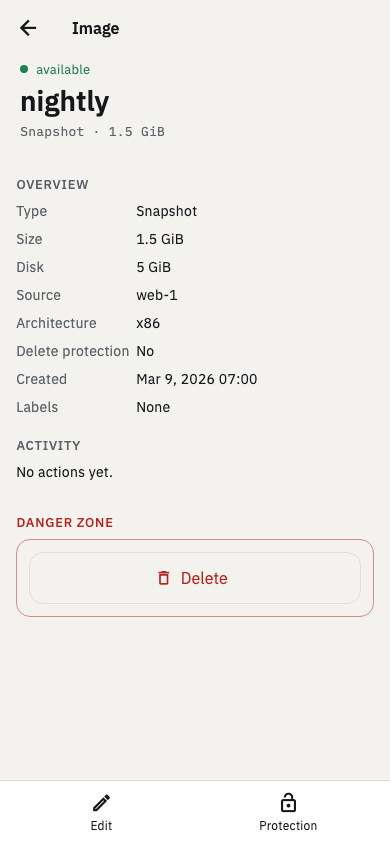 Image
available
nightly
Snapshot · 1.5 GiB
OVERVIEW
Type Snapshot
Size 1.5 GiB
Disk 5 GiB
Source web-1
Architecture x86
Delete protection No
Created Mar 9, 2026 07:00
Labels None
ACTIVITY
No actions yet.
DANGER ZONE
Delete
Edit Protection